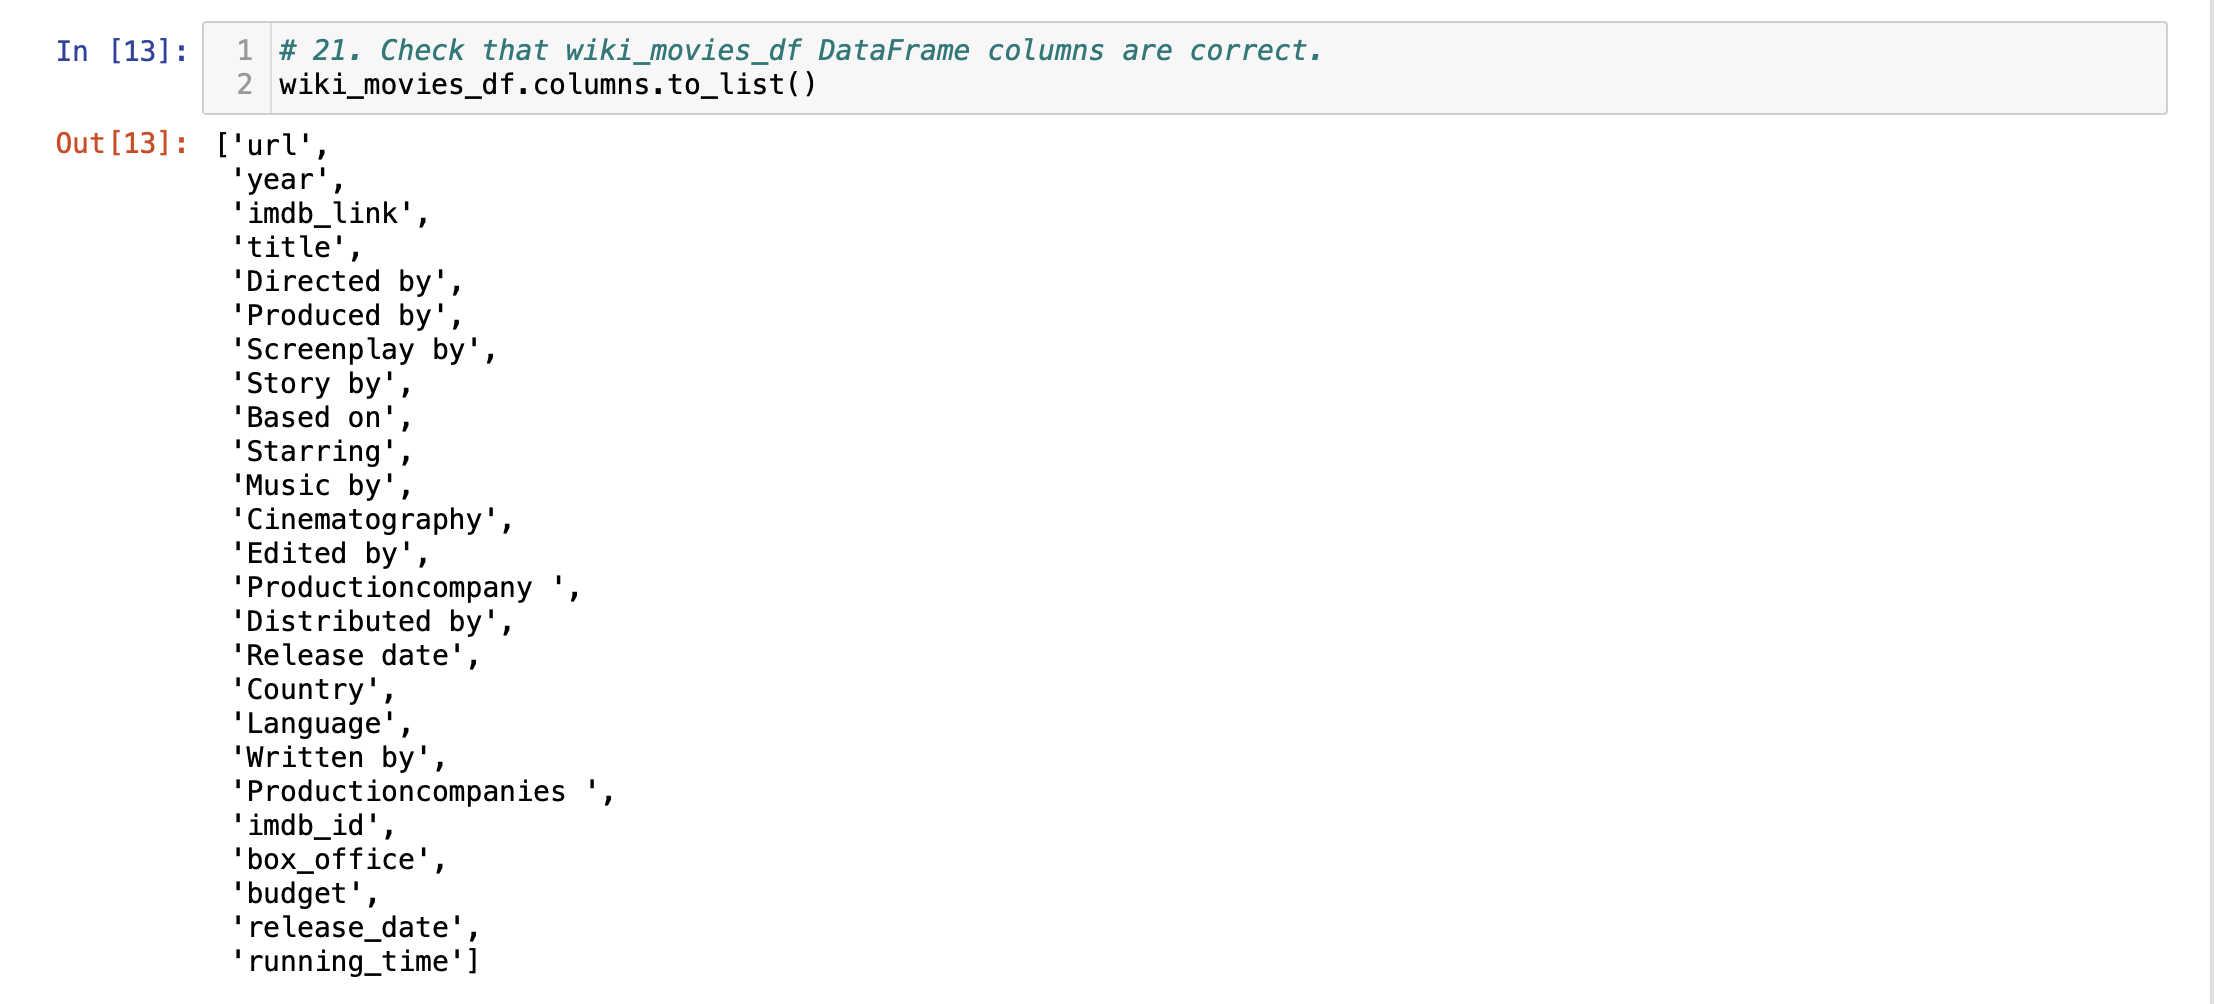 In [13]: 1 # 21. Check that wiki_movies_df DataFrame columns are correct.
2 wiki_movies_df.columns.to_list()
Out[13]: ['url',
'year',
'imdb_link',
'title',
'Directed by',
'Produced by',
'Screenplay by',
'Story by',
'Based on',
'Starring',
'Music by',
'Cinematography',
'Edited by',
'Productioncompany ',
'Distributed by',
'Release date',
'Country',
'Language',
'Written by',
'Productioncompanies ',
'imdb_id',
'box_office',
'budget',
'release_date',
'running_time']